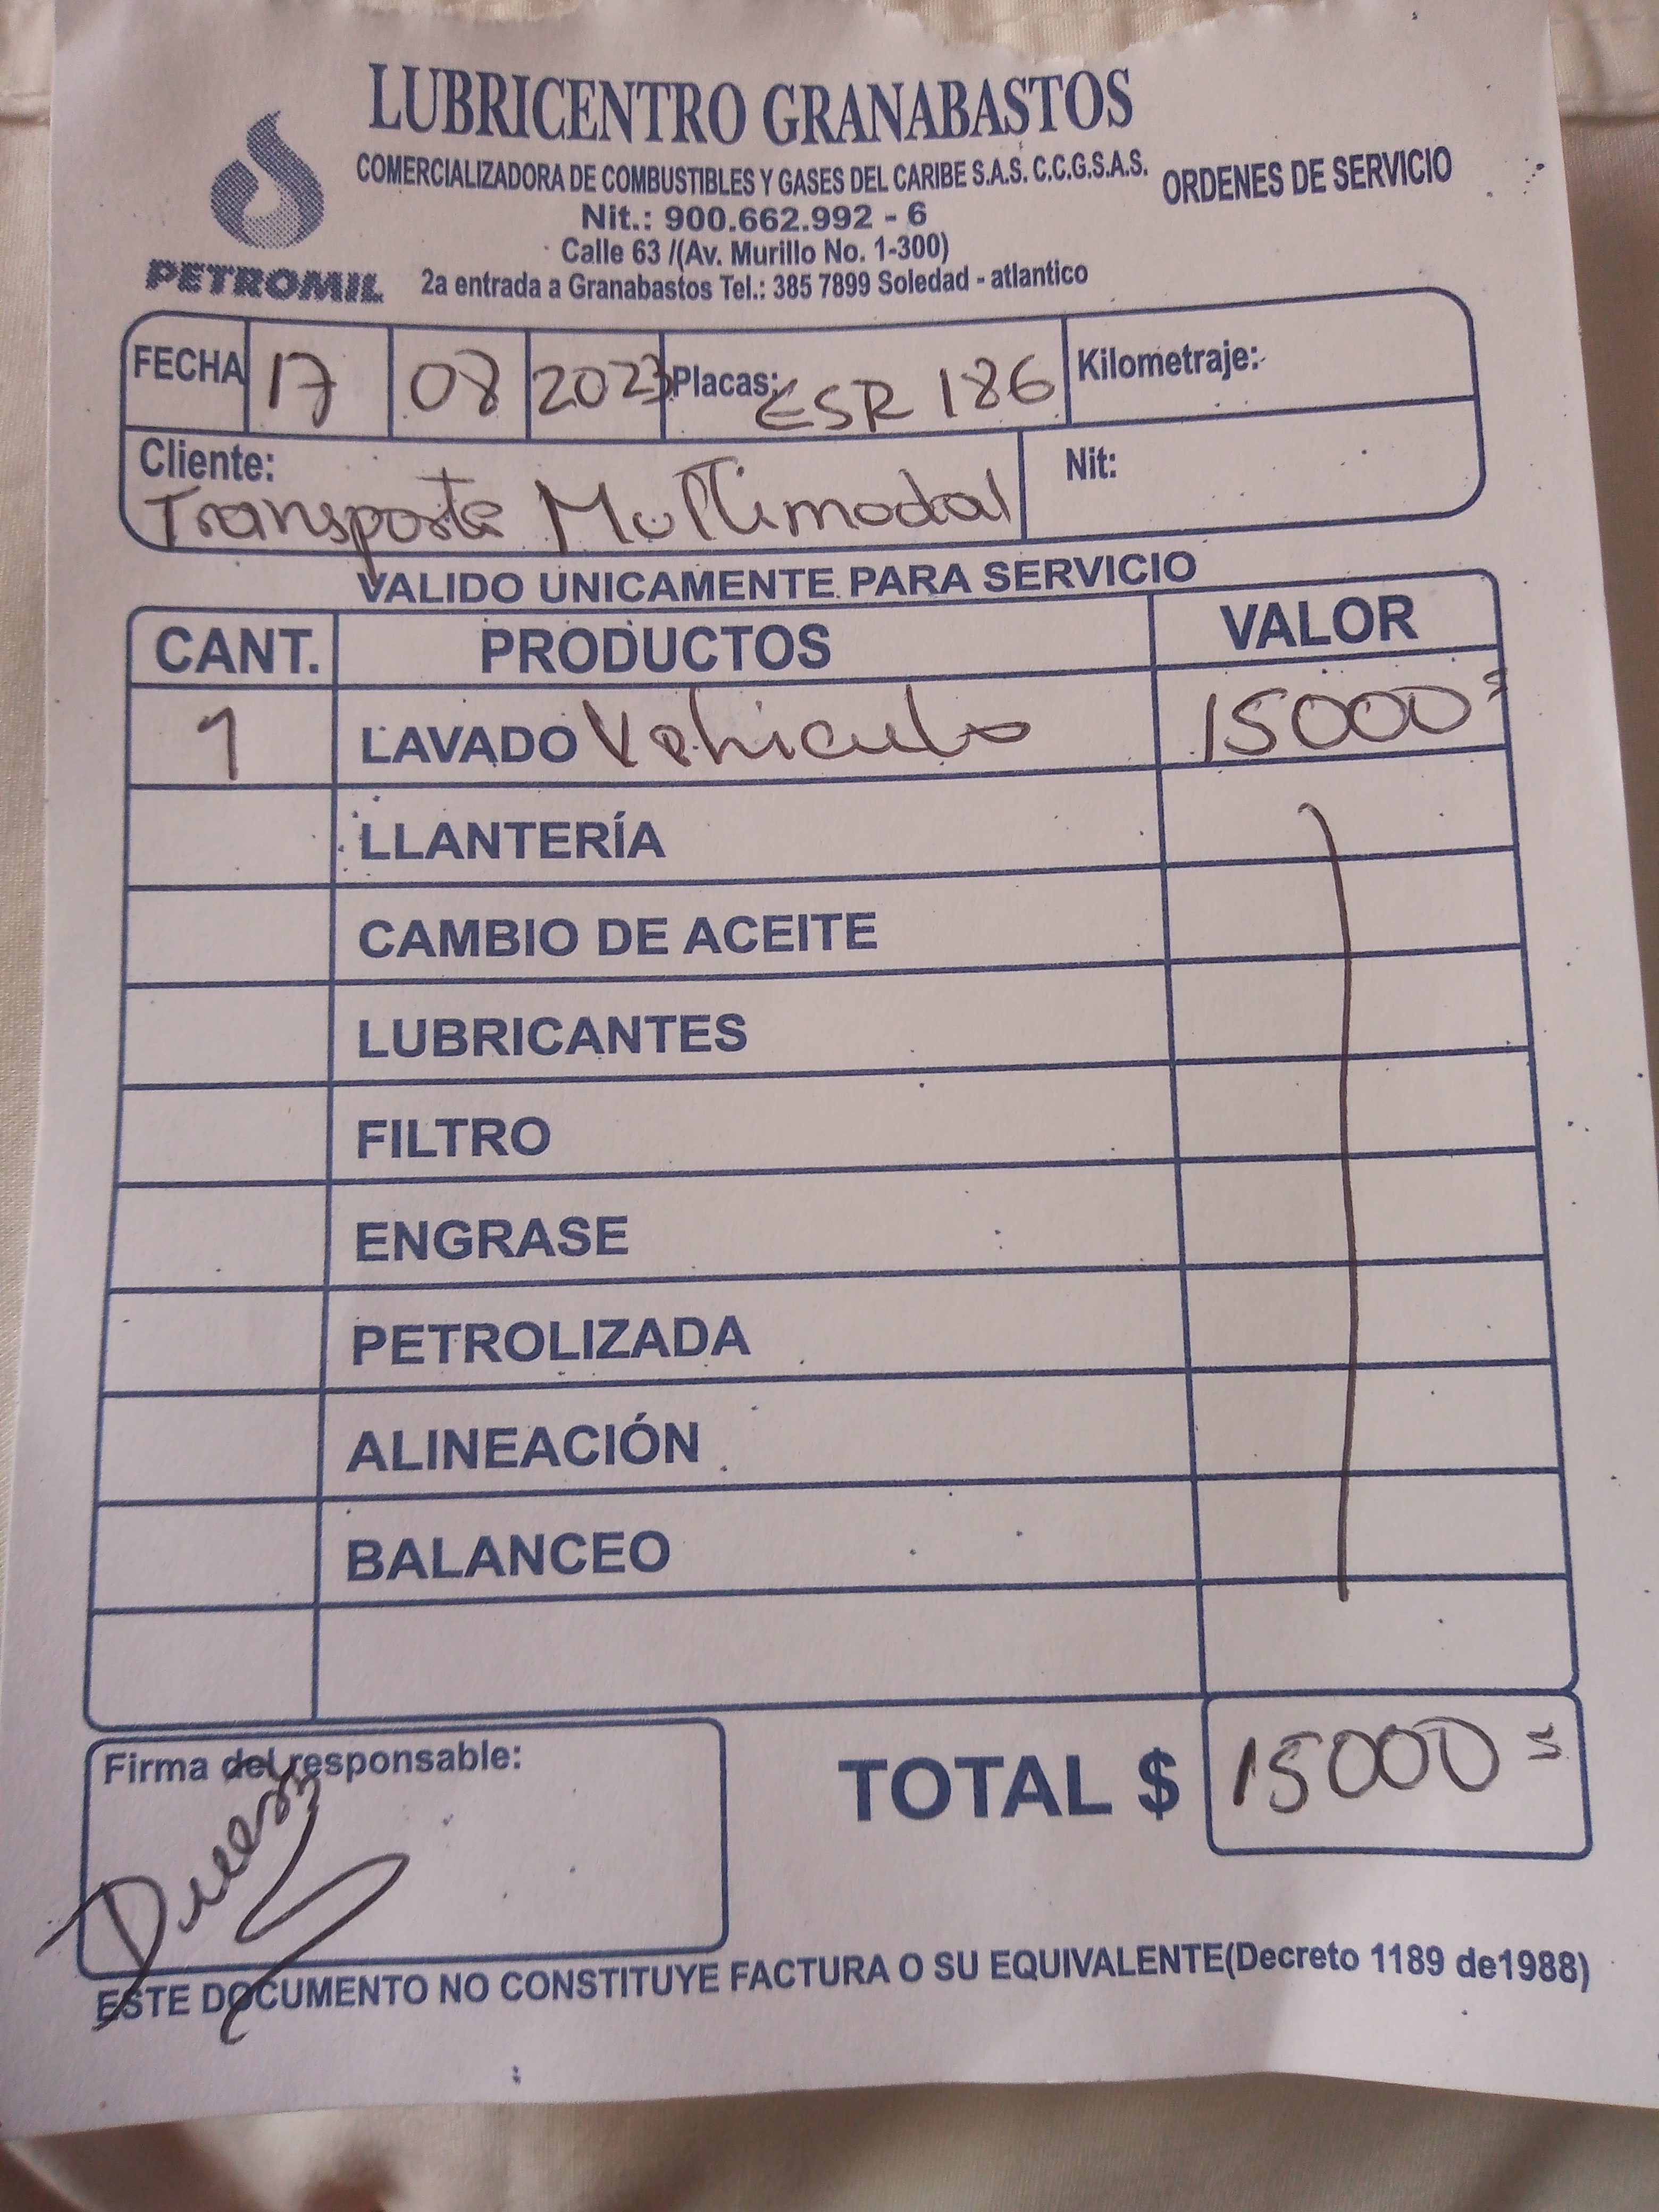 LUBRICENTRO GRANABASTOS
COMERCIALIZADORA DE COMBUSTIBLES Y GASES DEL CARIBE S.A.S. C.C.G.S.A.S. ORDENES DE SERVICIO
Nit.: 900.662.992 - 6
Calle 63 /(Av. Murillo No. 1-300)
PETROMIL 2a entrada a Granabastos Tel.: 385 7899 Soledad - atlantico
FECHA 17 08 2023 Placas: ESR 186 Kilometraje:
Cliente: Nit:
Transporte Multimodal
VALIDO UNICAMENTE PARA SERVICIO
CANT. PRODUCTOS VALOR
1 LAVADO Vehiculo 15000=
LLANTERÍA
CAMBIO DE ACEITE
LUBRICANTES
FILTRO
ENGRASE
PETROLIZADA
ALINEACIÓN
BALANCEO
Firma del responsable:
TOTAL $ 15000=
ESTE DOCUMENTO NO CONSTITUYE FACTURA O SU EQUIVALENTE(Decreto 1189 de1988)